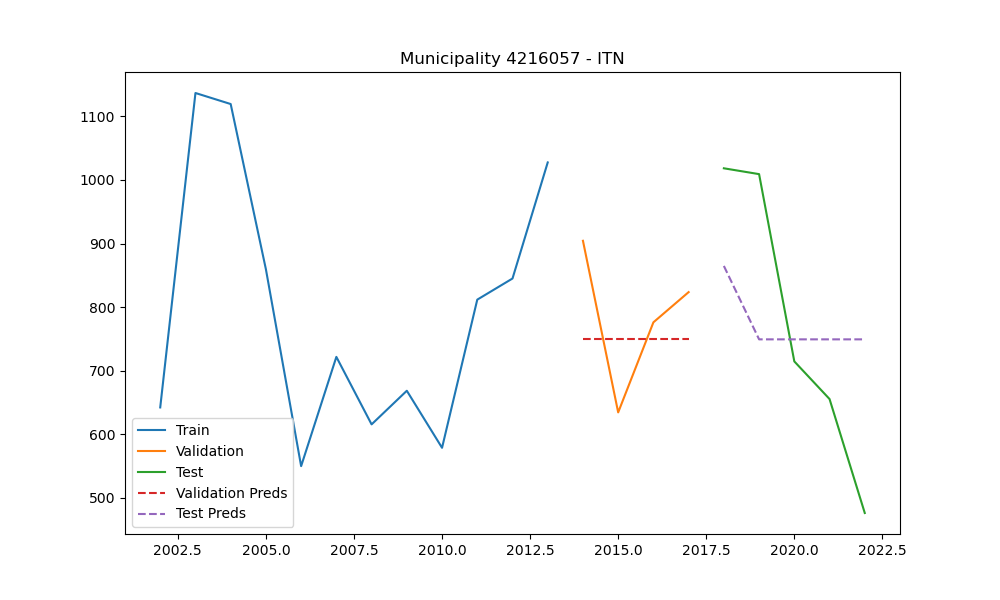 Municipality 4216057 - ITN
1100
1000
900
800
700
600
500
Train
Validation
Test
Validation Preds
Test Preds
2002.5 2005.0 2007.5 2010.0 2012.5 2015.0 2017.5 2020.0 2022.5